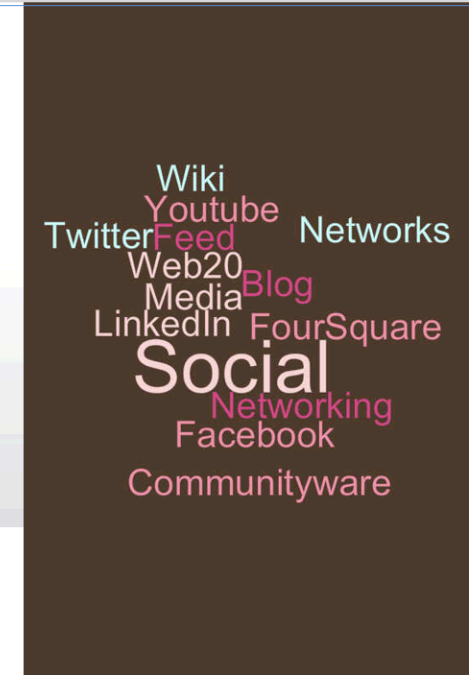 Wiki
Youtube
Networks
TwitterFeed
Web20
Blog
Media
LinkedIn
FourSquare
Social
Networking
Facebook
Communityware